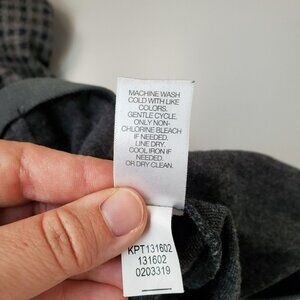 MACHINE WASH
COLD WITH LIKE
COLORS.
GENTLE CYCLE.
ONLY NON-
CHLORINE BLEACH
IF NEEDED.
LINE DRY.
COOL IRON IF
NEEDED.
OR DRY CLEAN.
KPT131602
131602
0203319